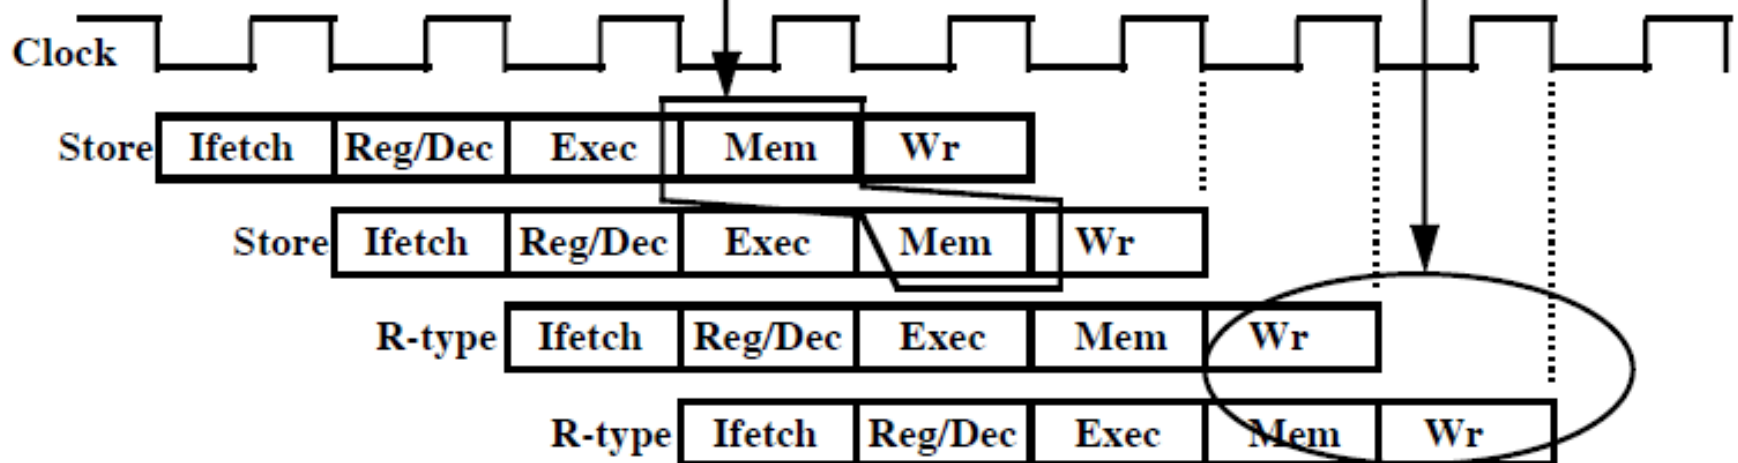 Clock
Store Ifetch Reg/Dec Exec Mem Wr
Store Ifetch Reg/Dec Exec Mem Wr
R-type Ifetch Reg/Dec Exec Mem Wr
R-type Ifetch Reg/Dec Exec Mem Wr